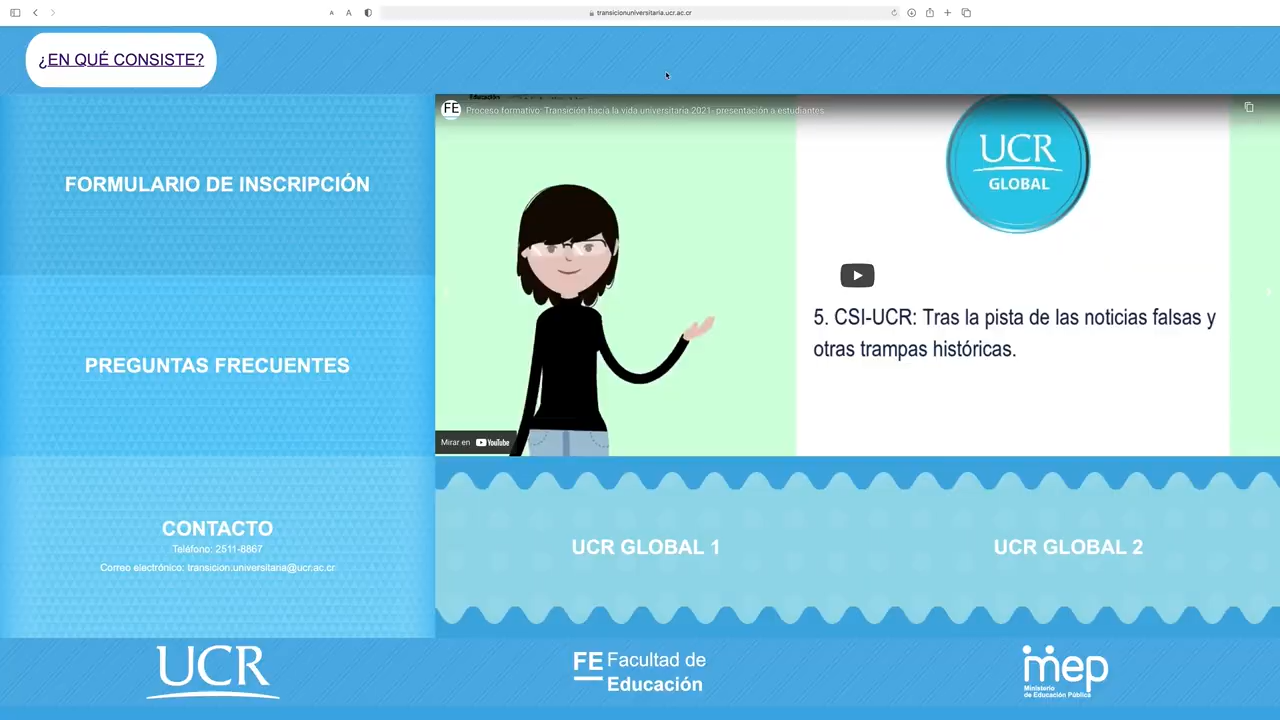 transicionuniversitaria.ucr.ac.cr
¿EN QUÉ CONSISTE?
FORMULARIO DE INSCRIPCIÓN
PREGUNTAS FRECUENTES
CONTACTO
Teléfono: 2511-8867
Correo electrónico: transicion.universitaria@ucr.ac.cr
Educación
FE
Proceso formativo: Transición hacia la vida universitaria 2021- presentación a estudiantes
UCR
GLOBAL
5. CSI-UCR: Tras la pista de las noticias falsas y
otras trampas históricas.
Mirar en YouTube
UCR GLOBAL 1
UCR GLOBAL 2
UCR
FE Facultad de
Educación
mep
Ministerio
de Educación Pública